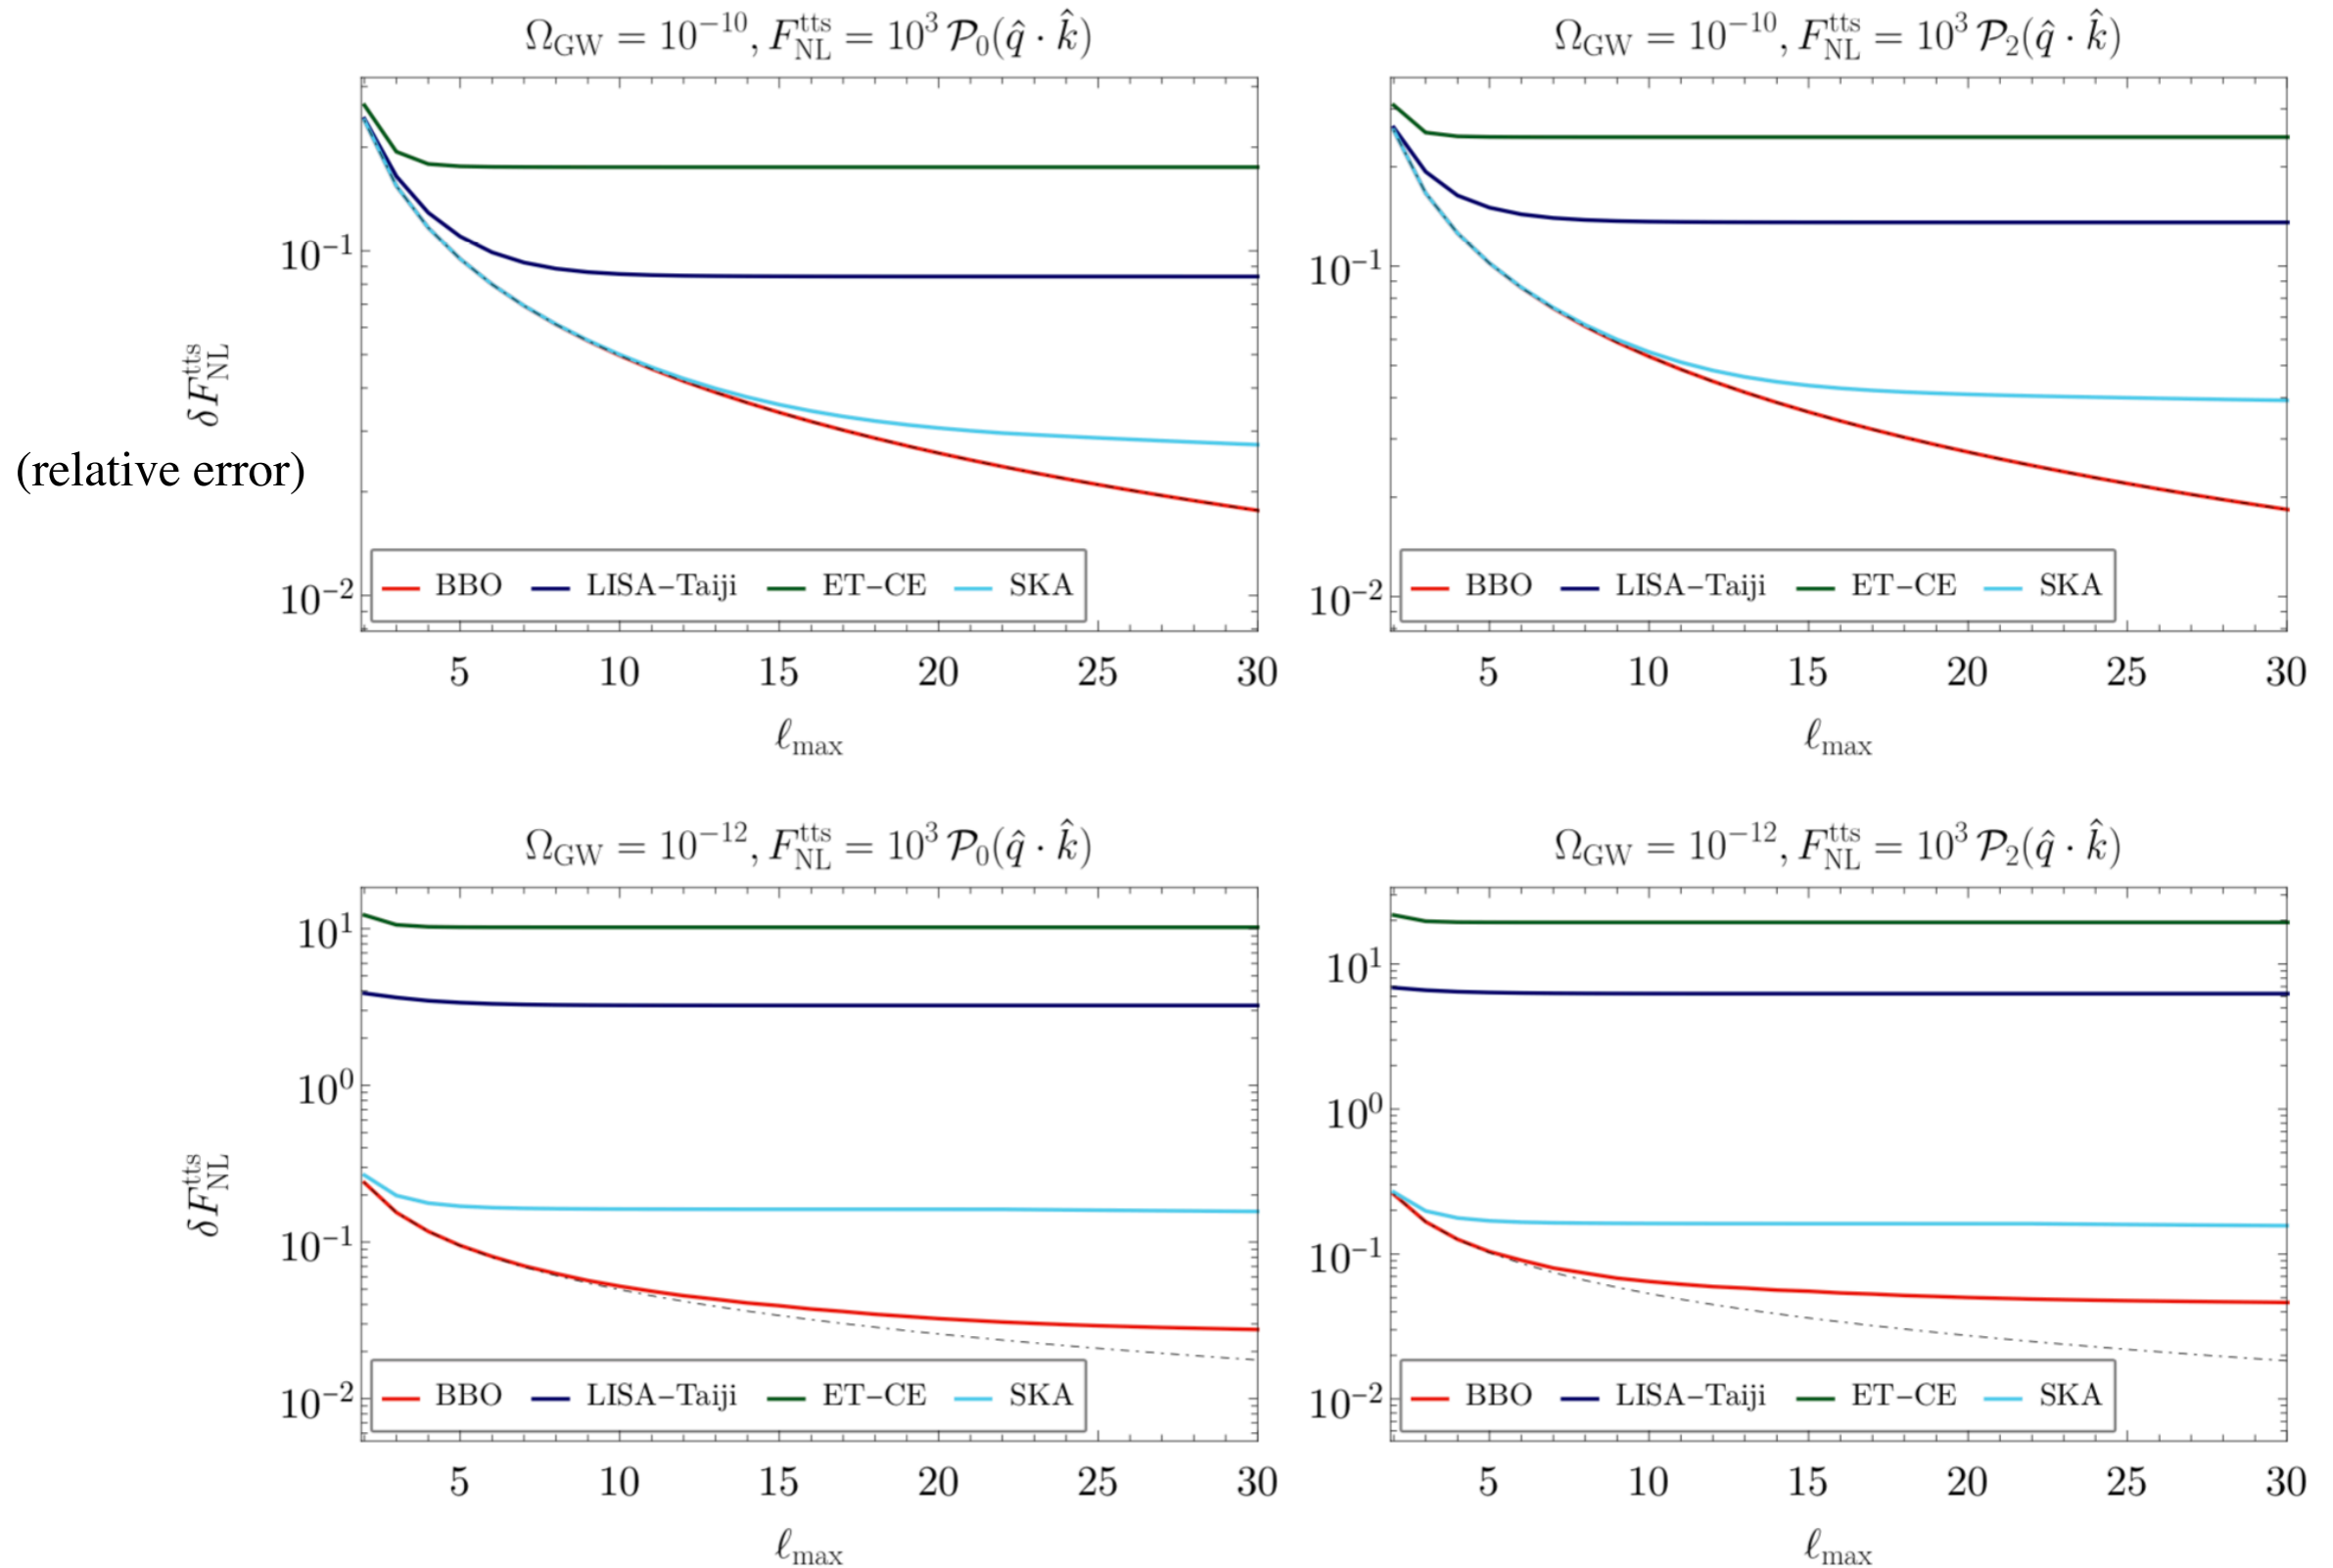 Ω_GW = 10^−10, F_NL^tts = 10^3 𝒫_0(q̂ · k̂)
10^−1
10^−2
δF_NL^tts
(relative error)
BBO LISA−Taiji ET−CE SKA
5 10 15 20 25 30
ℓ_max
Ω_GW = 10^−10, F_NL^tts = 10^3 𝒫_2(q̂ · k̂)
10^−1
10^−2
BBO LISA−Taiji ET−CE SKA
5 10 15 20 25 30
ℓ_max
Ω_GW = 10^−12, F_NL^tts = 10^3 𝒫_0(q̂ · k̂)
10^1
10^0
10^−1
10^−2
δF_NL^tts
BBO LISA−Taiji ET−CE SKA
5 10 15 20 25 30
ℓ_max
Ω_GW = 10^−12, F_NL^tts = 10^3 𝒫_2(q̂ · k̂)
10^1
10^0
10^−1
10^−2
BBO LISA−Taiji ET−CE SKA
5 10 15 20 25 30
ℓ_max